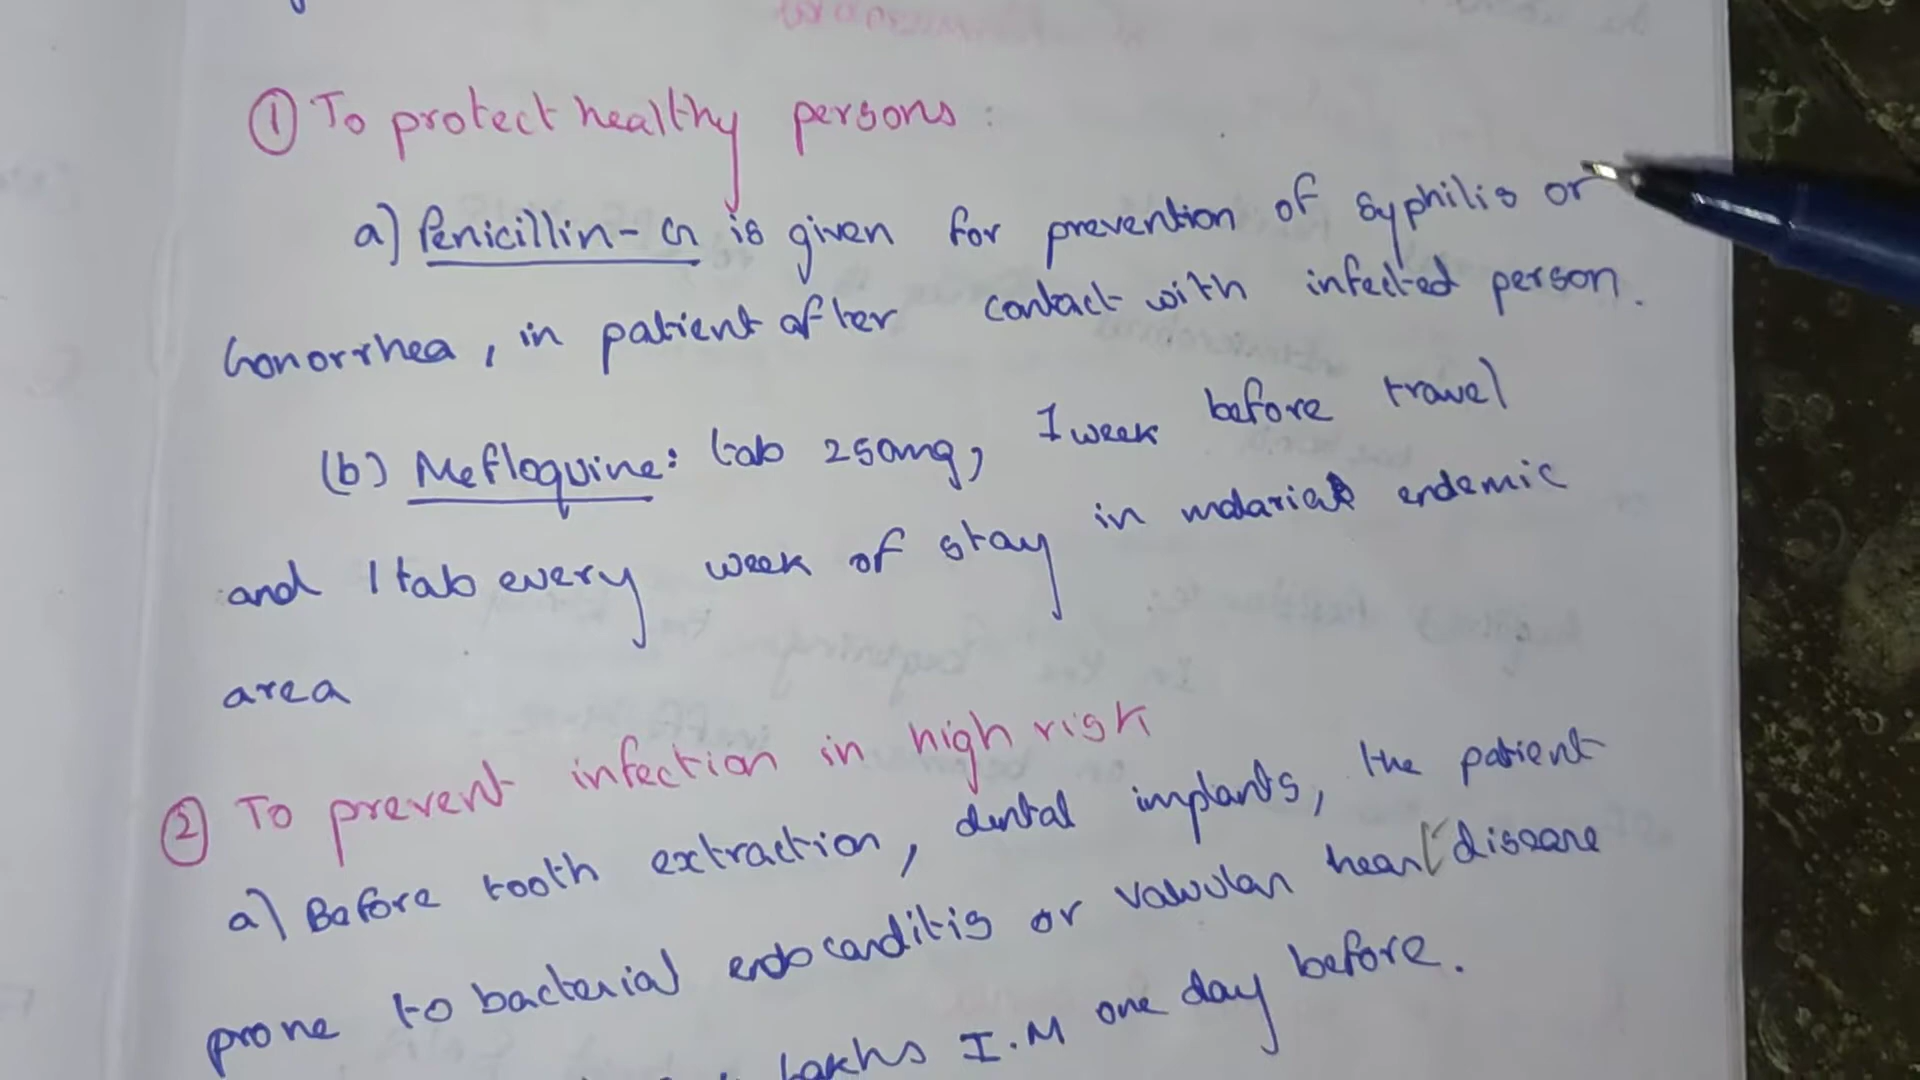 ① To protect healthy persons:
a) Penicillin-G is given for prevention of syphilis or
Gonorrhea, in patient after contact with infected person.
(b) Mefloquine: tab 250mg, 1 week before travel
and 1 tab every week of stay in malaria endemic
area
② To prevent infection in high risk
a) Before tooth extraction, dental implants, the patient
prone to bacterial endocarditis or valvular heart disease
lakhs I.M one day before.